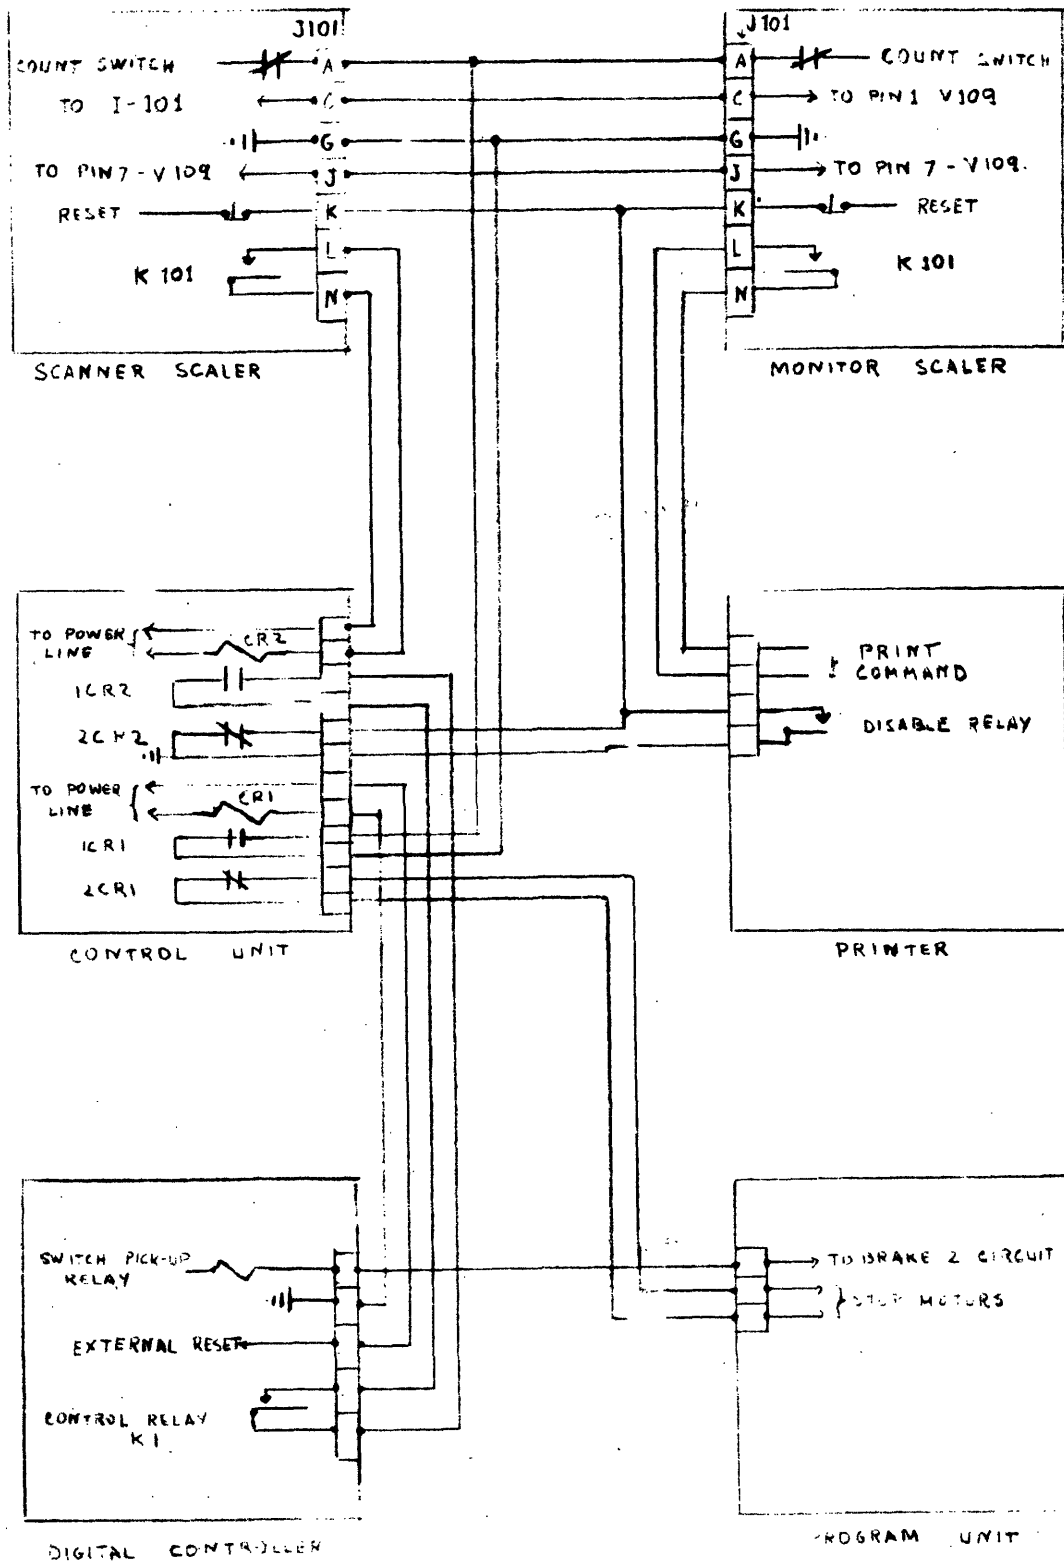 J101
J101
COUNT SWITCH
A
A
COUNT SWITCH
TO I-101
C
C
TO PIN 1 V109
G
G
TO PIN 7 - V109
J
J
TO PIN 7 - V109.
RESET
K
K
RESET
L
L
K 101
K 101
N
N
SCANNER SCALER
MONITOR SCALER
TO POWER
LINE
CR2
1CR2
2CR2
TO POWER
LINE
CR1
1CR1
2CR1
CONTROL UNIT
PRINT
COMMAND
DISABLE RELAY
PRINTER
SWITCH PICK-UP
RELAY
EXTERNAL RESET
CONTROL RELAY
K1
DIGITAL CONTROLLER
TO BRAKE 2 CIRCUIT
STOP MOTORS
PROGRAM UNIT